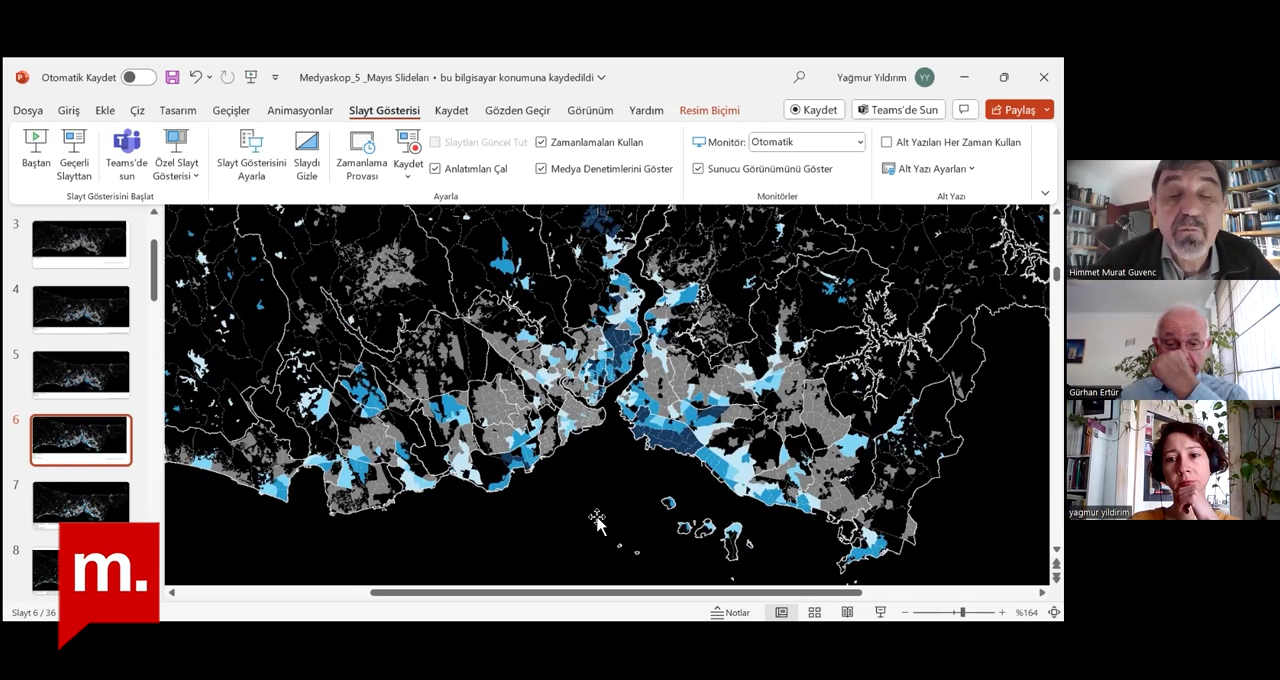 Otomatik Kaydet
Medyaskop_5 _Mayıs Slideları • bu bilgisayar konumuna kaydedildi
Yağmur Yıldırım
YY
Dosya Giriş Ekle Çiz Tasarım Geçişler Animasyonlar Slayt Gösterisi Kaydet Gözden Geçir Görünüm Yardım Resim Biçimi
Kaydet
Teams'de Sun
Paylaş
Baştan
Geçerli Slayttan
Teams'de sun
Özel Slayt Gösterisi
Slayt Gösterisini Başlat
Slayt Gösterisini Ayarla
Slaydı Gizle
Zamanlama Provası
Kaydet
Slaytları Güncel Tut
Anlatımları Çal
Zamanlamaları Kullan
Medya Denetimlerini Göster
Ayarla
Monitör: Otomatik
Sunucu Görünümünü Göster
Monitörler
Alt Yazıları Her Zaman Kullan
Alt Yazı Ayarları
Alt Yazı
3
4
5
6
7
8
m.
Slayt 6 / 36
Notlar
%164
Himmet Murat Guvenc
Gürhan Ertür
yagmur yildirim